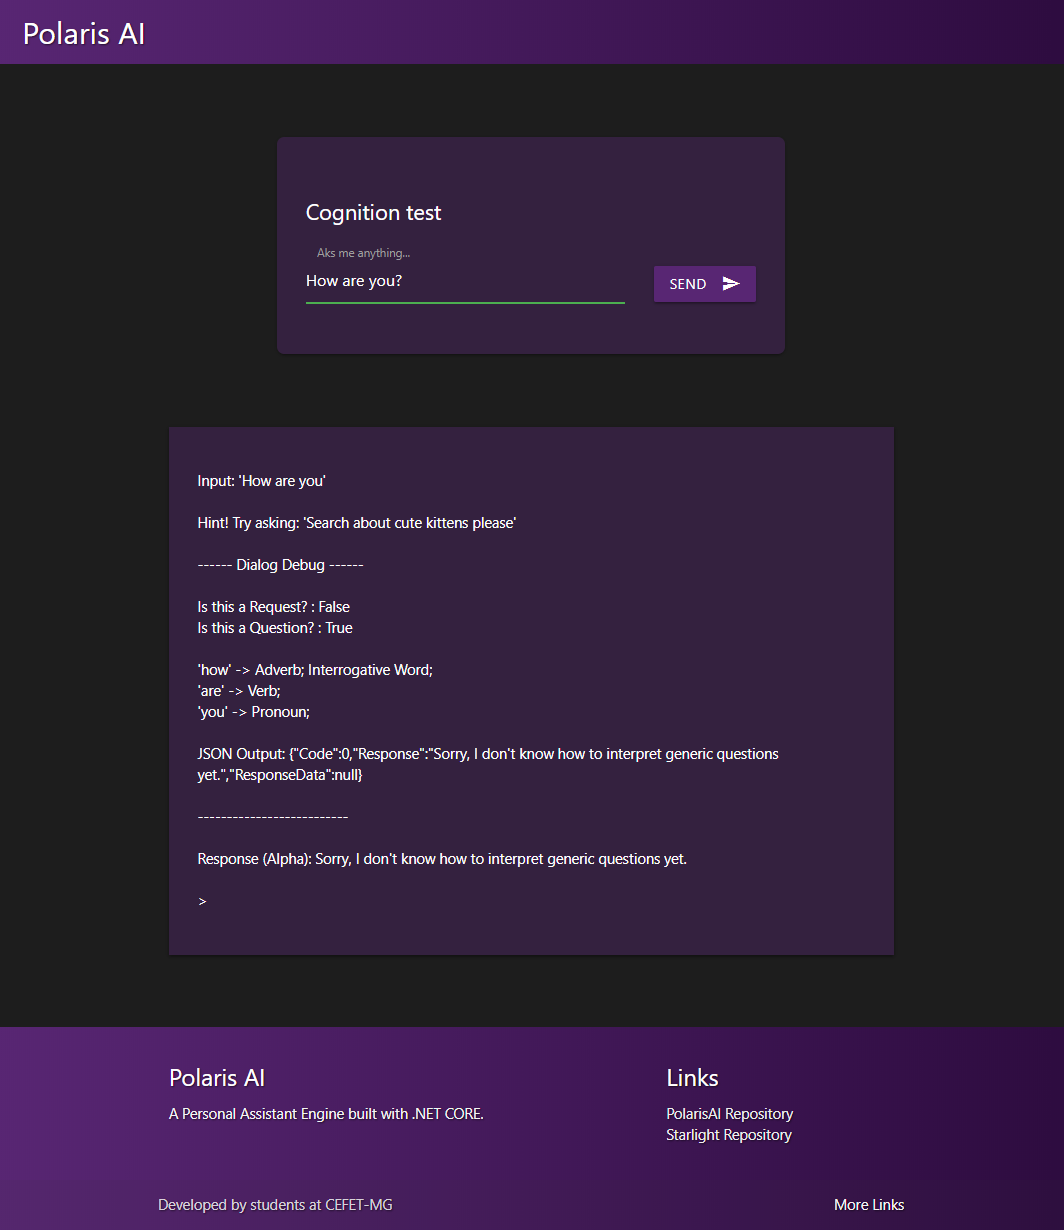 Polaris AI
Cognition test
Aks me anything...
How are you?
SEND
Input: 'How are you'
Hint! Try asking: 'Search about cute kittens please'
------ Dialog Debug ------
Is this a Request? : False
Is this a Question? : True
'how' -> Adverb; Interrogative Word;
'are' -> Verb;
'you' -> Pronoun;
JSON Output: {"Code":0,"Response":"Sorry, I don't know how to interpret generic questions
yet.","ResponseData":null}
--------------------------
Response (Alpha): Sorry, I don't know how to interpret generic questions yet.
>
Polaris AI
A Personal Assistant Engine built with .NET CORE.
Links
PolarisAI Repository
Starlight Repository
Developed by students at CEFET-MG
More Links